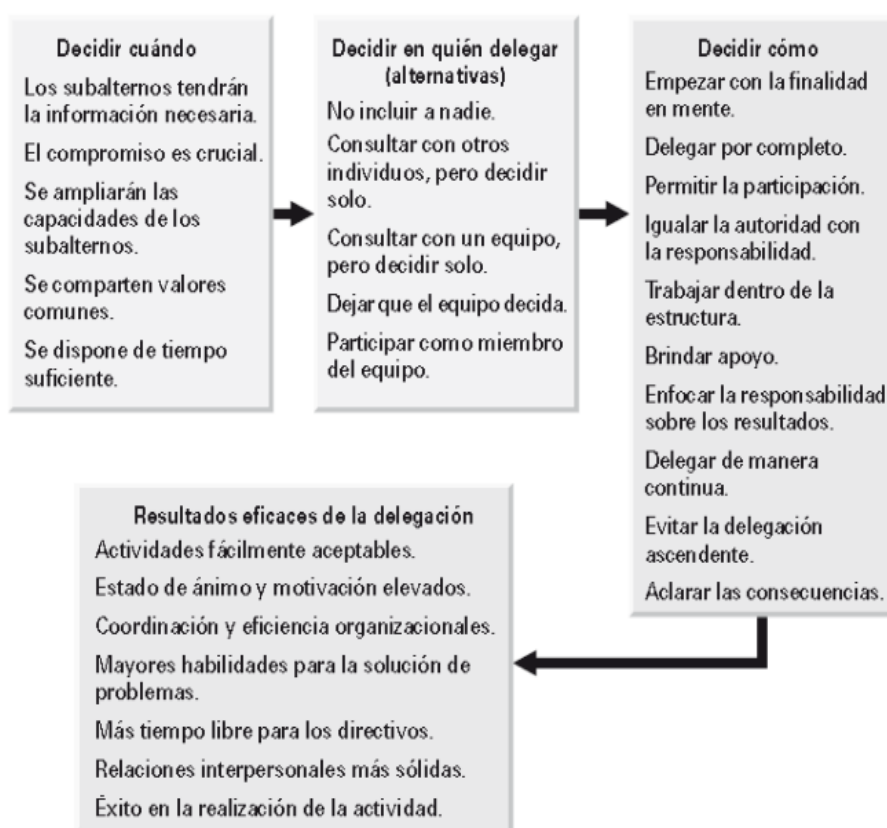 Decidir cuándo
Los subalternos tendrán
la información necesaria.
El compromiso es crucial.
Se ampliarán las
capacidades de los
subalternos.
Se comparten valores
comunes.
Se dispone de tiempo
suficiente.
Decidir en quién delegar
(alternativas)
No incluir a nadie.
Consultar con otros
individuos, pero decidir
solo.
Consultar con un equipo,
pero decidir solo.
Dejar que el equipo decida.
Participar como miembro
del equipo.
Decidir cómo
Empezar con la finalidad
en mente.
Delegar por completo.
Permitir la participación.
Igualar la autoridad con
la responsabilidad.
Trabajar dentro de la
estructura.
Brindar apoyo.
Enfocar la responsabilidad
sobre los resultados.
Delegar de manera
continua.
Evitar la delegación
ascendente.
Aclarar las consecuencias.
Resultados eficaces de la delegación
Actividades fácilmente aceptables.
Estado de ánimo y motivación elevados.
Coordinación y eficiencia organizacionales.
Mayores habilidades para la solución de
problemas.
Más tiempo libre para los directivos.
Relaciones interpersonales más sólidas.
Éxito en la realización de la actividad.